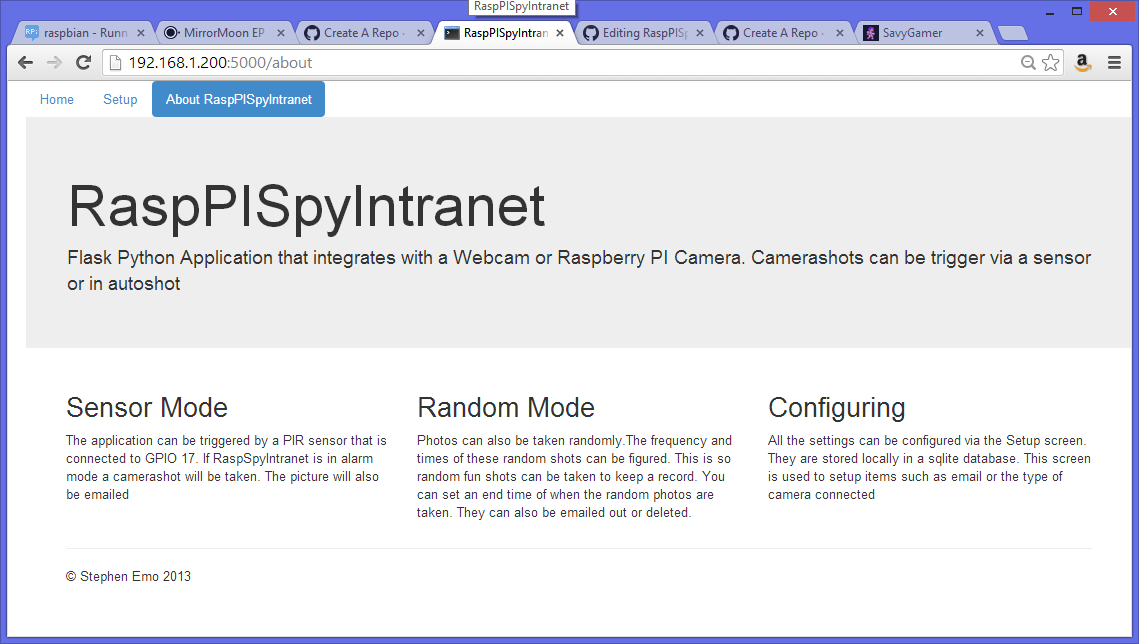 RaspPISpyIntranet
raspbian - Runn
MirrorMoon EP
Create A Repo
RaspPISpyIntran
Editing RaspPISp
Create A Repo
SavyGamer
192.168.1.200:5000/about
Home
Setup
About RaspPISpyIntranet
RaspPISpyIntranet
Flask Python Application that integrates with a Webcam or Raspberry PI Camera. Camerashots can be trigger via a sensor
or in autoshot
Sensor Mode
The application can be triggered by a PIR sensor that is
connected to GPIO 17. If RaspSpyIntranet is in alarm
mode a camerashot will be taken. The picture will also
be emailed
Random Mode
Photos can also be taken randomly.The frequency and
times of these random shots can be figured. This is so
random fun shots can be taken to keep a record. You
can set an end time of when the random photos are
taken. They can also be emailed out or deleted.
Configuring
All the settings can be configured via the Setup screen.
They are stored locally in a sqlite database. This screen
is used to setup items such as email or the type of
camera connected
© Stephen Emo 2013